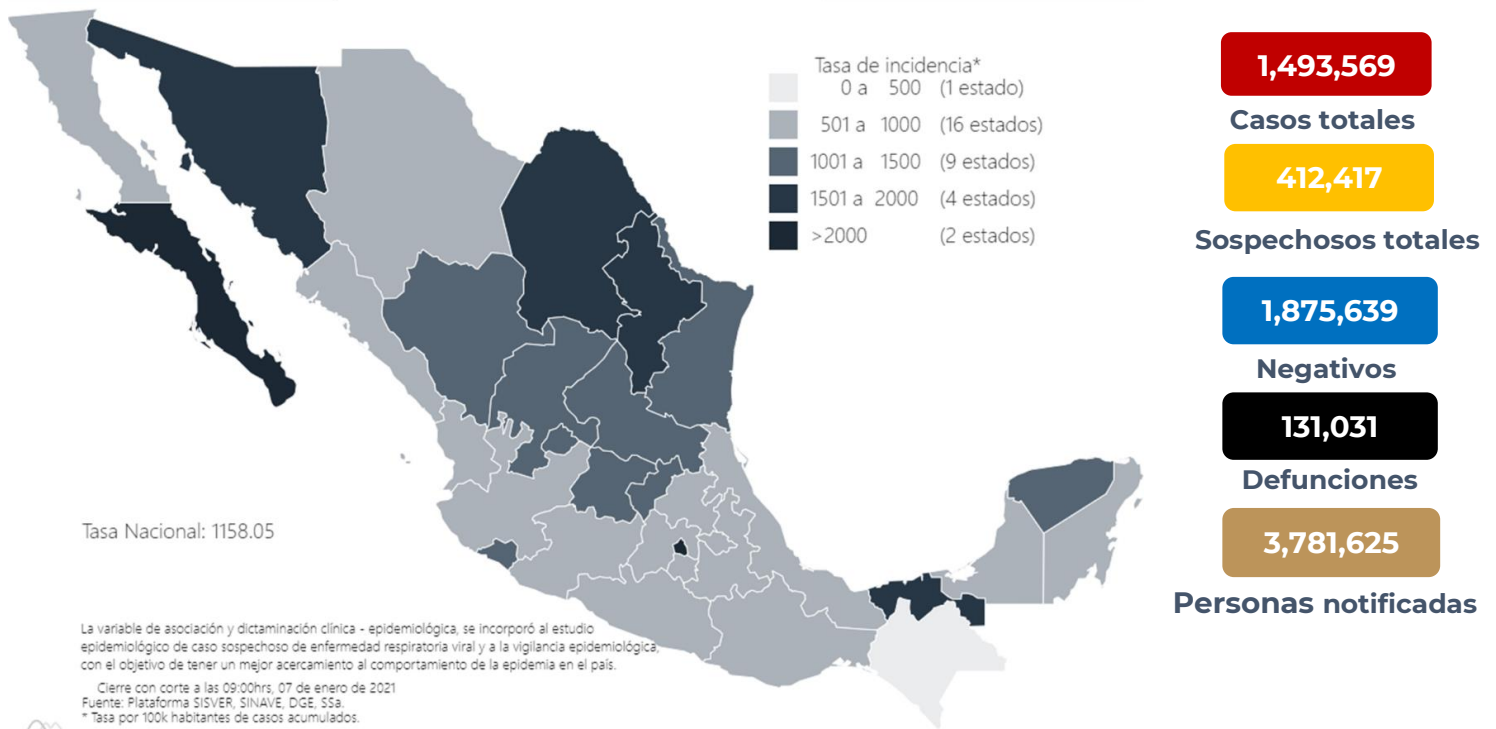 Tasa de incidencia*
0 a 500 (1 estado)
501 a 1000 (16 estados)
1001 a 1500 (9 estados)
1501 a 2000 (4 estados)
>2000 (2 estados)
Tasa Nacional: 1158.05
La variable de asociación y dictaminación clínica - epidemiológica, se incorporó al estudio
epidemiológico de caso sospechoso de enfermedad respiratoria viral y a la vigilancia epidemiológica,
con el objetivo de tener un mejor acercamiento al comportamiento de la epidemia en el país.
Cierre con corte a las 09:00hrs, 07 de enero de 2021
Fuente: Plataforma SISVER, SINAVE, DGE, SSa.
* Tasa por 100k habitantes de casos acumulados.
1,493,569
Casos totales
412,417
Sospechosos totales
1,875,639
Negativos
131,031
Defunciones
3,781,625
Personas notificadas